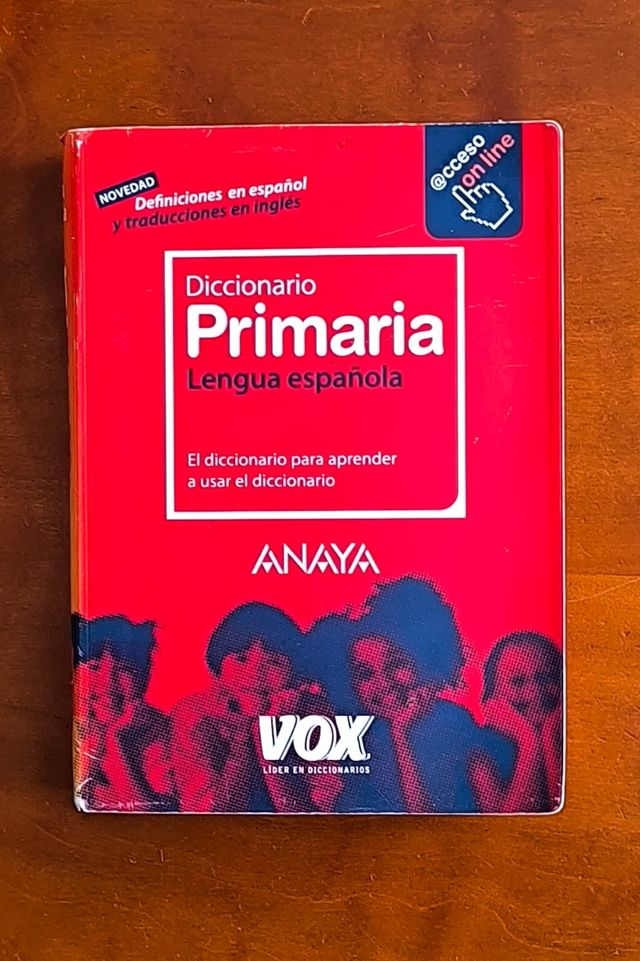 NOVEDAD
Definiciones en español
y traducciones en inglés
@cceso
on line
Diccionario
Primaria
Lengua española
El diccionario para aprender
a usar el diccionario
ANAYA
VOX
LÍDER EN DICCIONARIOS